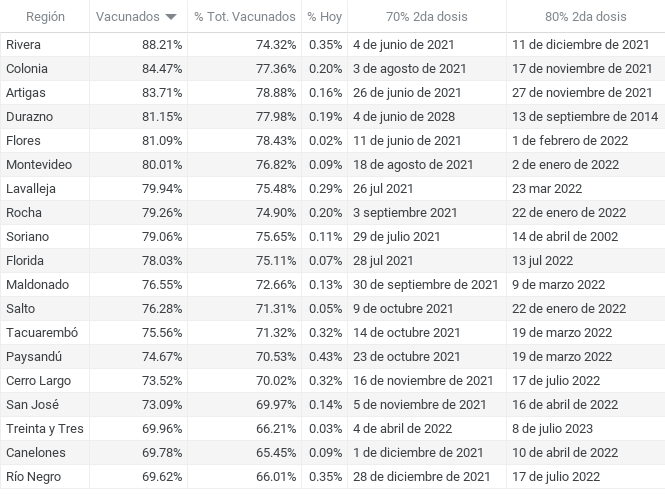 Región Vacunados % Tot. Vacunados % Hoy 70% 2da dosis 80% 2da dosis
Rivera 88.21% 74.32% 0.35% 4 de junio de 2021 11 de diciembre de 2021
Colonia 84.47% 77.36% 0.20% 3 de agosto de 2021 17 de noviembre de 2021
Artigas 83.71% 78.88% 0.16% 26 de junio de 2021 27 de noviembre de 2021
Durazno 81.15% 77.98% 0.19% 4 de junio de 2028 13 de septiembre de 2014
Flores 81.09% 78.43% 0.02% 11 de junio de 2021 1 de febrero de 2022
Montevideo 80.01% 76.82% 0.09% 18 de agosto de 2021 2 de enero de 2022
Lavalleja 79.94% 75.48% 0.29% 26 jul 2021 23 mar 2022
Rocha 79.26% 74.90% 0.20% 3 septiembre 2021 22 de enero de 2022
Soriano 79.06% 75.65% 0.11% 29 de julio 2021 14 de abril de 2002
Florida 78.03% 75.11% 0.07% 28 jul 2021 13 jul 2022
Maldonado 76.55% 72.66% 0.13% 30 de septiembre de 2021 9 de marzo 2022
Salto 76.28% 71.31% 0.05% 9 de octubre 2021 22 de enero de 2022
Tacuarembó 75.56% 71.32% 0.32% 14 de octubre 2021 19 de marzo 2022
Paysandú 74.67% 70.53% 0.43% 23 de octubre 2021 19 de marzo 2022
Cerro Largo 73.52% 70.02% 0.32% 16 de noviembre de 2021 17 de julio 2022
San José 73.09% 69.97% 0.14% 5 de noviembre de 2021 16 de abril de 2022
Treinta y Tres 69.96% 66.21% 0.03% 4 de abril de 2022 8 de julio 2023
Canelones 69.78% 65.45% 0.09% 1 de diciembre de 2021 10 de abril de 2022
Río Negro 69.62% 66.01% 0.35% 28 de diciembre de 2021 17 de julio 2022